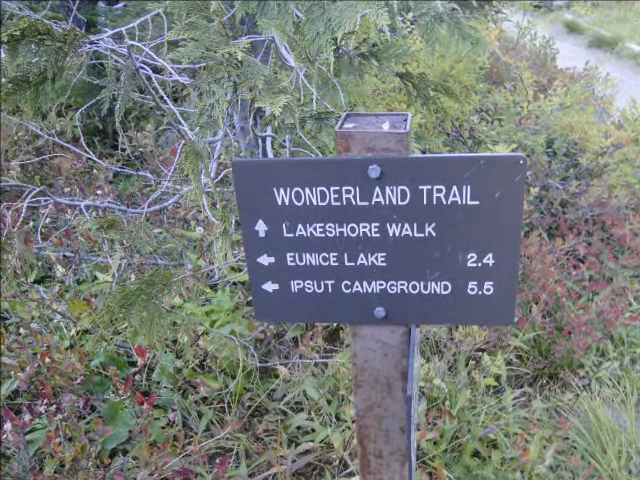 WONDERLAND TRAIL
LAKESHORE WALK
EUNICE LAKE 2.4
IPSUT CAMPGROUND 5.5